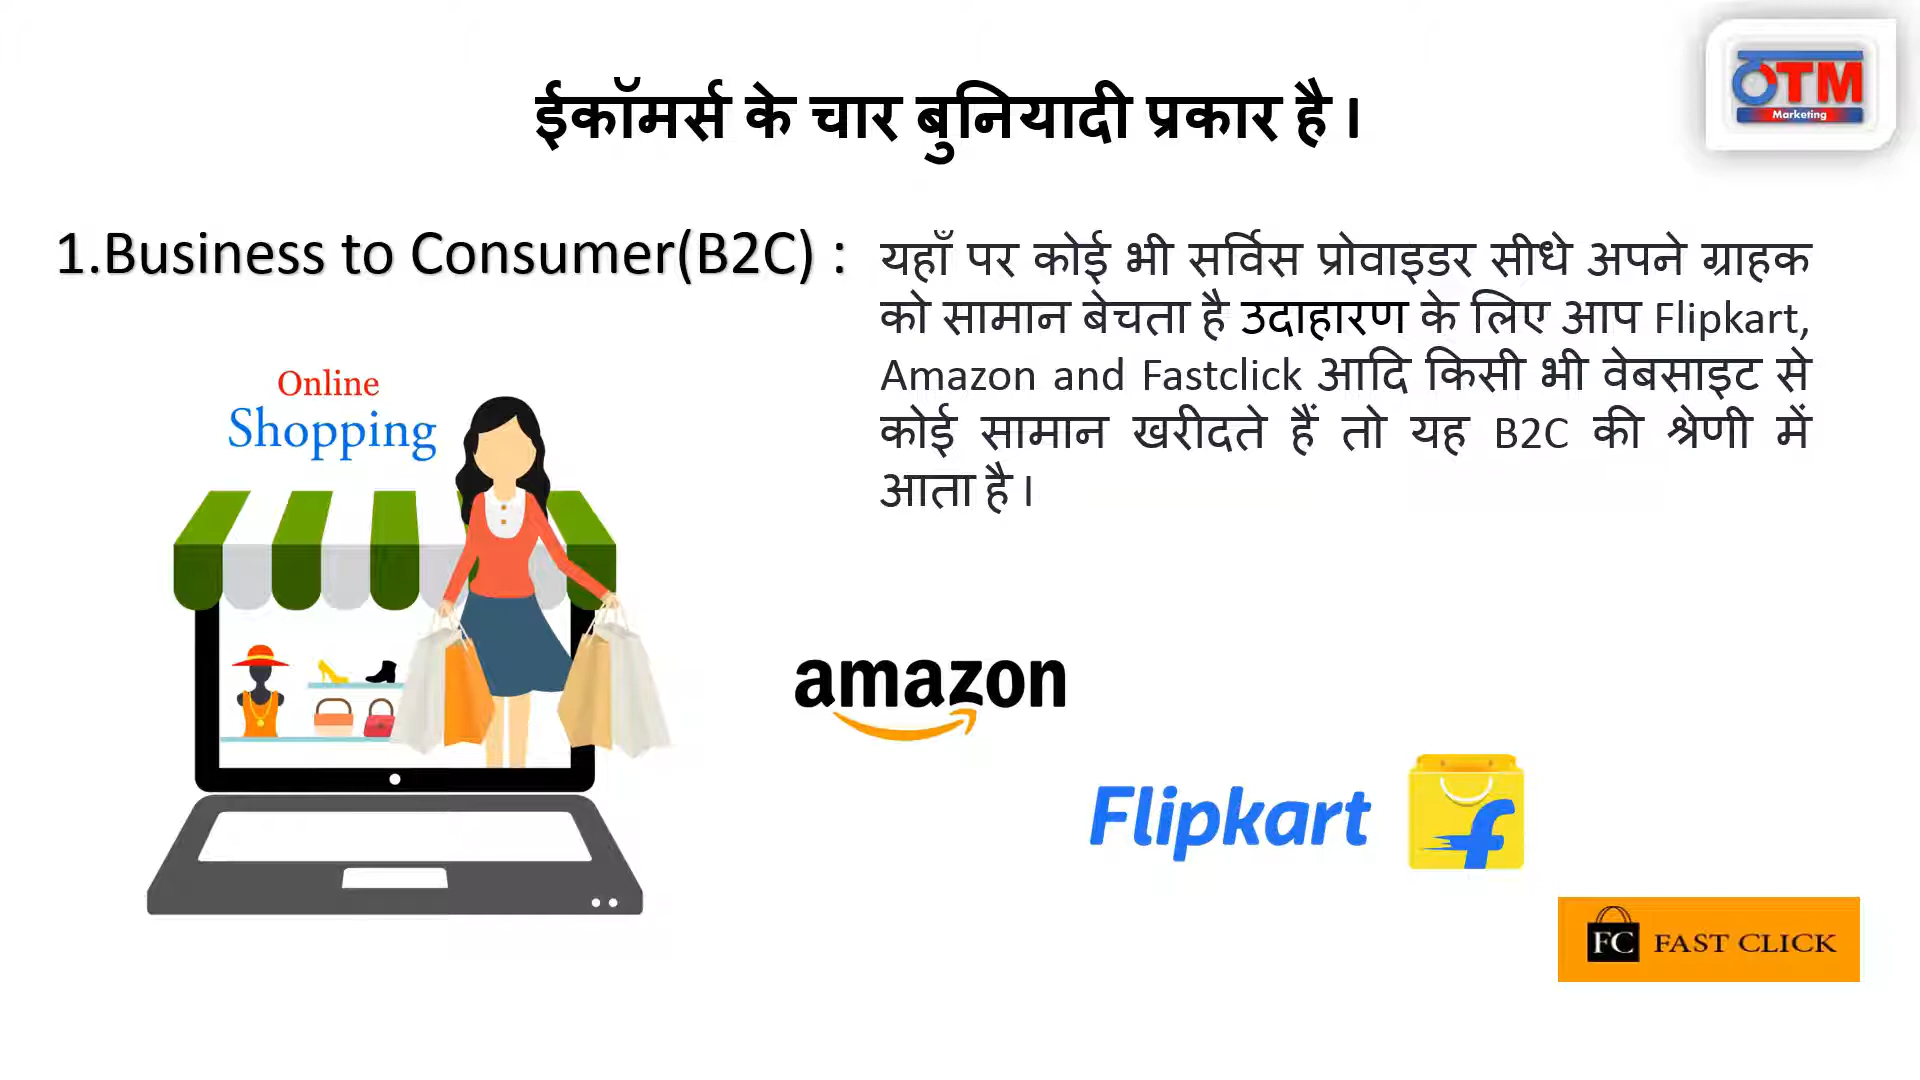 ईकॉमर्स के चार बुनियादी प्रकार है।
OTM
Marketing
1.Business to Consumer(B2C) :
यहाँ पर कोई भी सर्विस प्रोवाइडर सीधे अपने ग्राहक
को सामान बेचता है उदाहारण के लिए आप Flipkart,
Amazon and Fastclick आदि किसी भी वेबसाइट से
कोई सामान खरीदते हैं तो यह B2C की श्रेणी में
आता है।
Online
Shopping
amazon
Flipkart
f
FC FAST CLICK